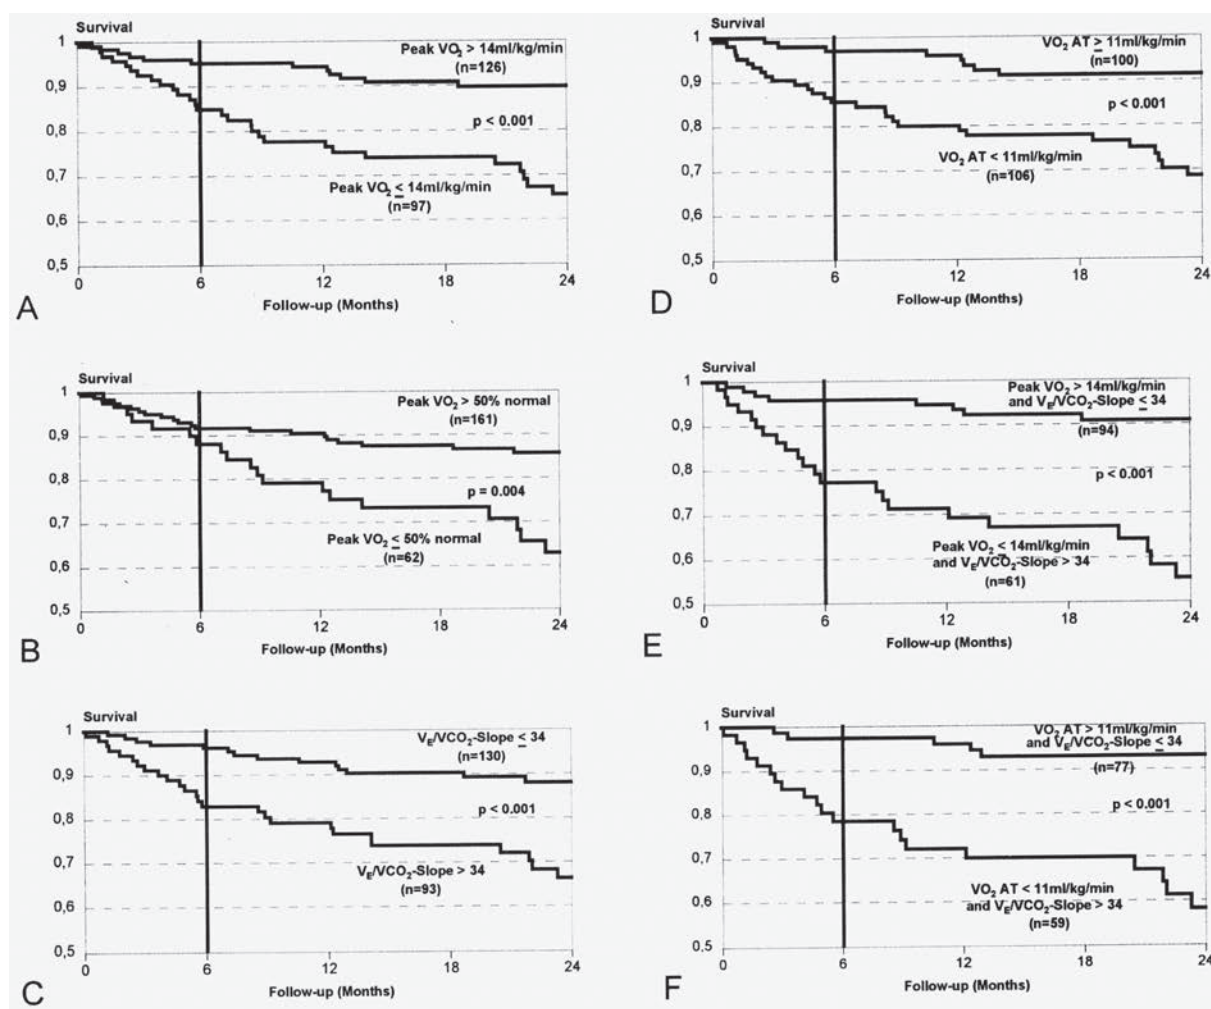 Survival
1
0,9
0,8
0,7
0,6
0,5
Peak VO₂ > 14ml/kg/min
(n=126)
p < 0.001
Peak VO₂ ≤ 14ml/kg/min
(n=97)
0 6 12 18 24
Follow-up (Months)
A
Survival
1
0,9
0,8
0,7
0,6
0,5
Peak VO₂ > 50% normal
(n=161)
p = 0.004
Peak VO₂ ≤ 50% normal
(n=62)
0 6 12 18 24
Follow-up (Months)
B
Survival
1
0,9
0,8
0,7
0,6
0,5
VE/VCO₂-Slope ≤ 34
(n=130)
p < 0.001
VE/VCO₂-Slope > 34
(n=93)
0 6 12 18 24
Follow-up (Months)
C
Survival
1
0,9
0,8
0,7
0,6
0,5
VO₂ AT ≥ 11ml/kg/min
(n=100)
p < 0.001
VO₂ AT < 11ml/kg/min
(n=106)
0 6 12 18 24
Follow-up (Months)
D
Survival
1
0,9
0,8
0,7
0,6
0,5
Peak VO₂ > 14ml/kg/min
and VE/VCO₂-Slope ≤ 34
(n=94)
p < 0.001
Peak VO₂ ≤ 14ml/kg/min
and VE/VCO₂-Slope > 34
(n=61)
0 6 12 18 24
Follow-up (Months)
E
Survival
1
0,9
0,8
0,7
0,6
0,5
VO₂ AT > 11ml/kg/min
and VE/VCO₂-Slope ≤ 34
(n=77)
p < 0.001
VO₂ AT < 11ml/kg/min
and VE/VCO₂-Slope > 34
(n=59)
0 6 12 18 24
Follow-up (Months)
F